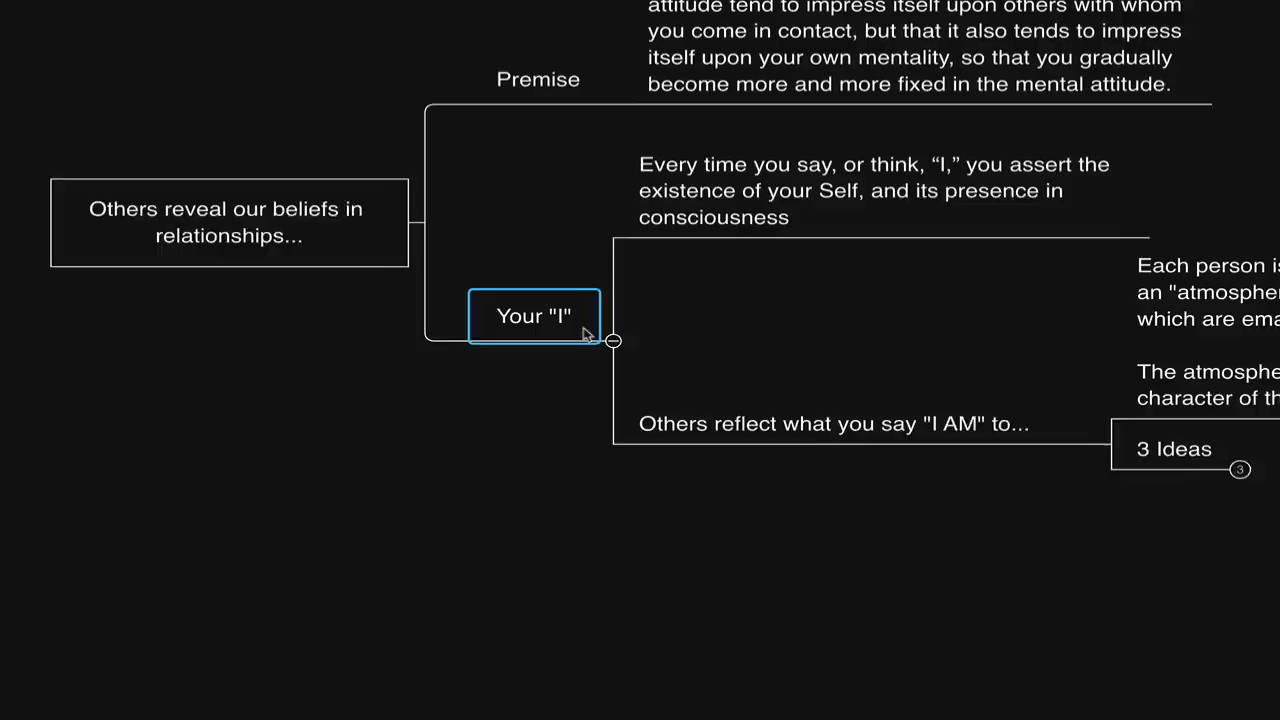 attitude tend to impress itself upon others with whom
you come in contact, but that it also tends to impress
itself upon your own mentality, so that you gradually
become more and more fixed in the mental attitude.
Premise
Every time you say, or think, “I,” you assert the
existence of your Self, and its presence in
consciousness
Others reveal our beliefs in
relationships...
Each person
an "atmosphe
which are
Your "I"
The atmosphe
character of
Others reflect what you say "I AM" to...
3 Ideas
3